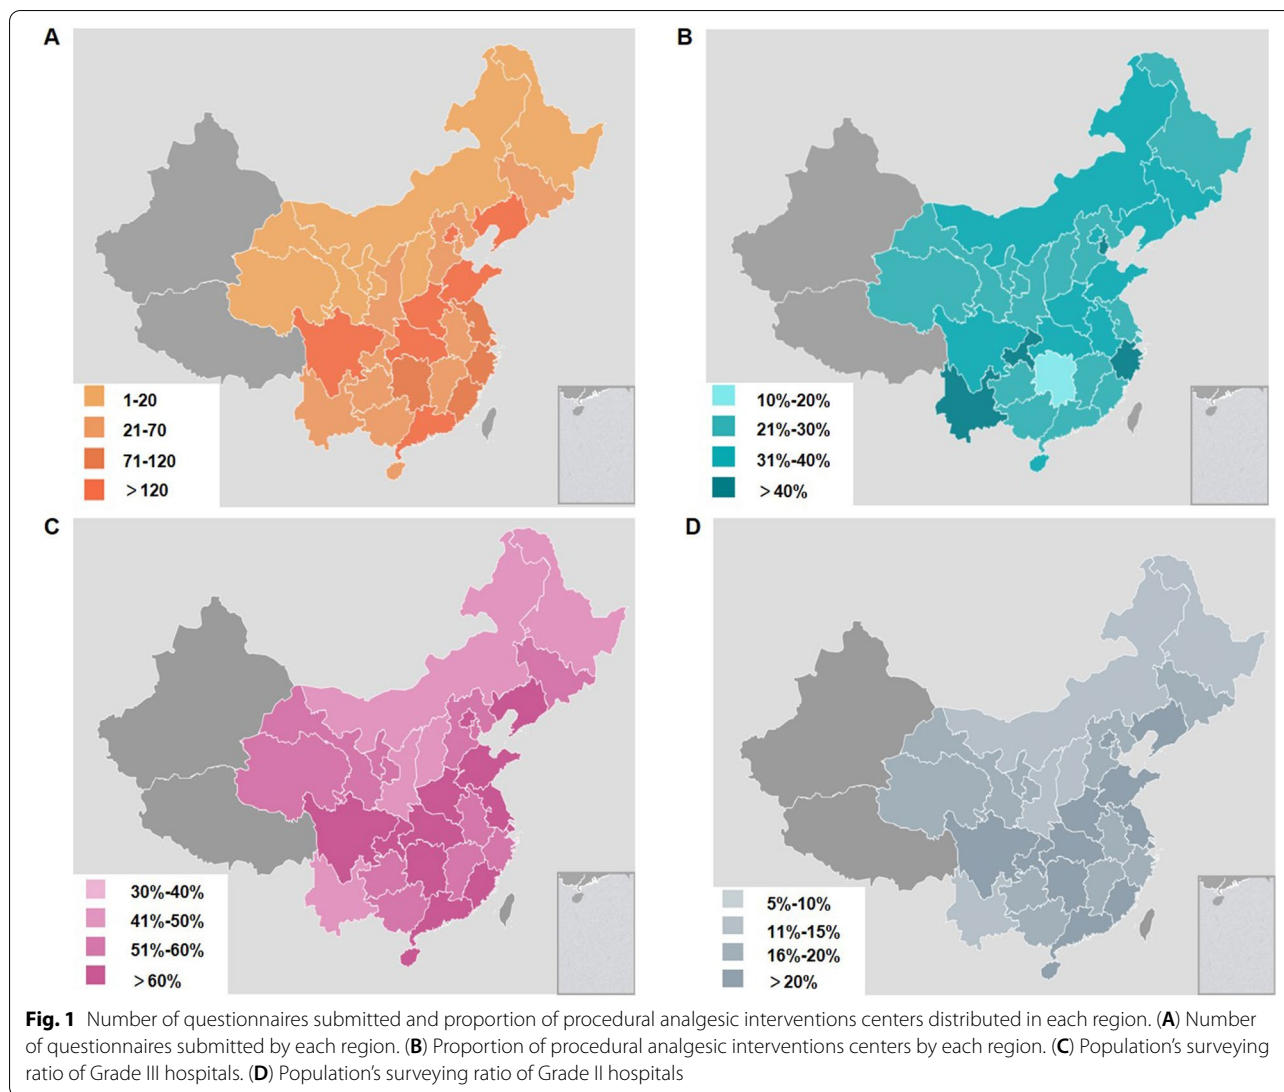 A
1-20
21-70
71-120
>120
B
10%-20%
21%-30%
31%-40%
>40%
C
30%-40%
41%-50%
51%-60%
>60%
D
5%-10%
11%-15%
16%-20%
>20%
Fig. 1 Number of questionnaires submitted and proportion of procedural analgesic interventions centers distributed in each region. (A) Number
of questionnaires submitted by each region. (B) Proportion of procedural analgesic interventions centers by each region. (C) Population's surveying
ratio of Grade III hospitals. (D) Population's surveying ratio of Grade II hospitals